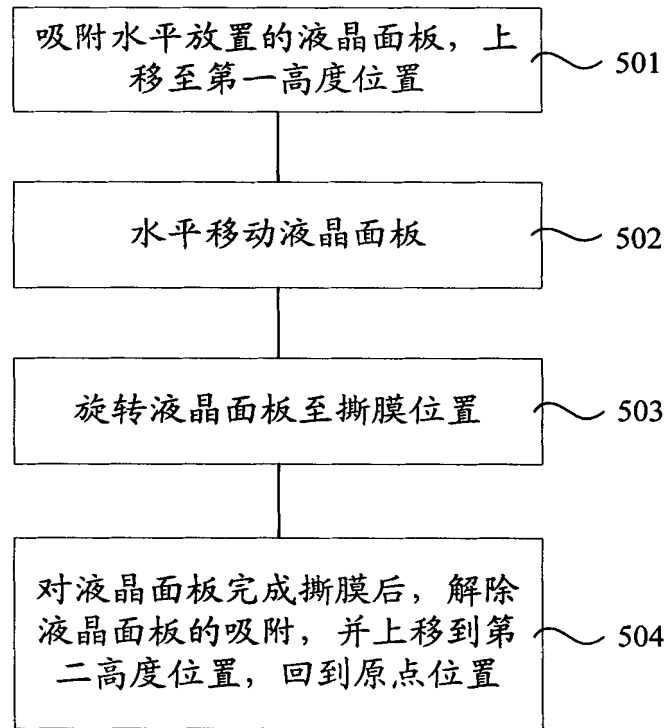 吸附水平放置的液晶面板，上
移至第一高度位置
501
水平移动液晶面板
502
旋转液晶面板至撕膜位置
503
对液晶面板完成撕膜后，解除
液晶面板的吸附，并上移到第
二高度位置，回到原点位置
504